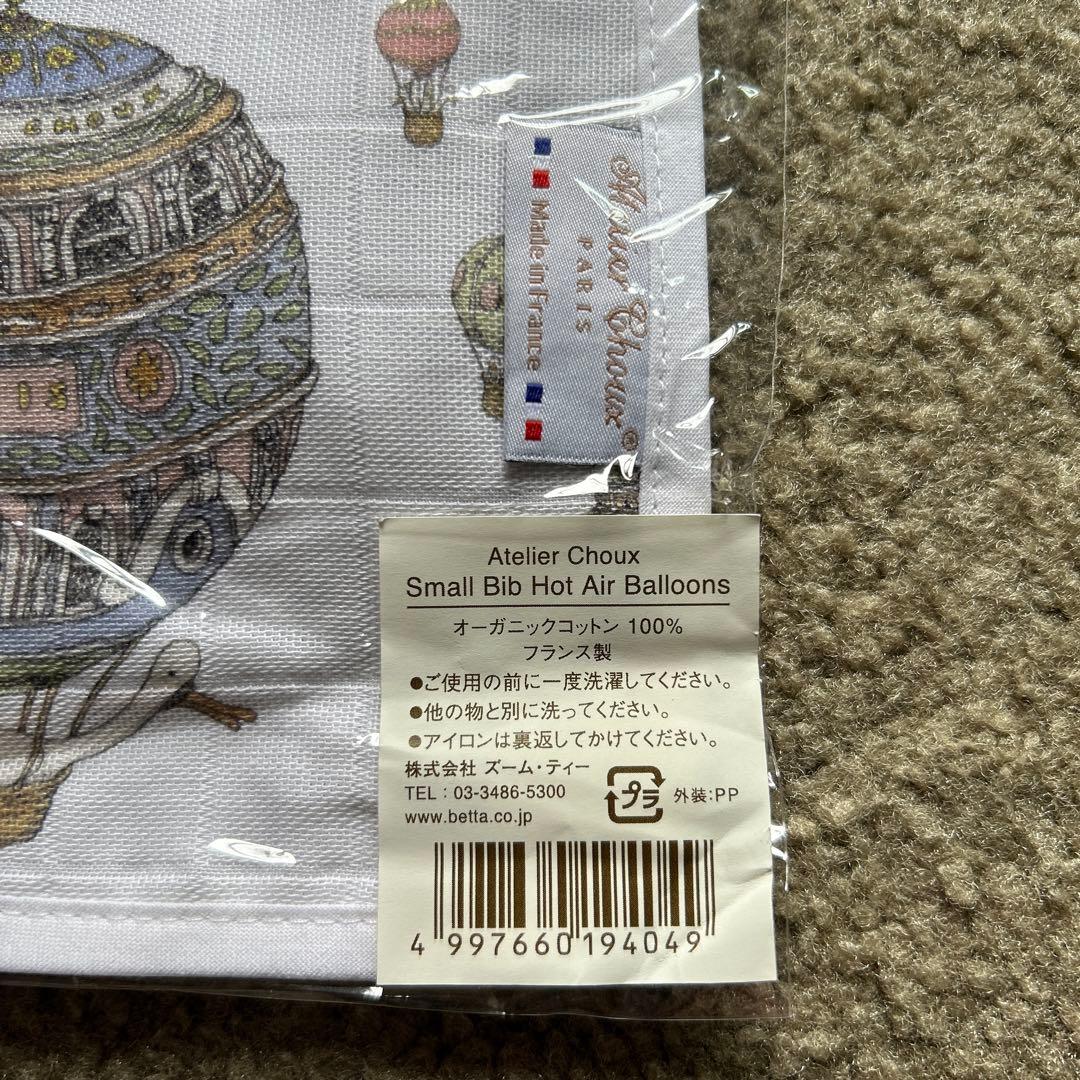 CHOUX
IS
Atelier Choux®
PARIS
Made in France
Atelier Choux
Small Bib Hot Air Balloons
オーガニックコットン 100%
フランス製
●ご使用の前に一度洗濯してください。
●他の物と別に洗ってください。
●アイロンは裏返してかけてください。
株式会社 ズーム・ティー
TEL：03-3486-5300
www.betta.co.jp
プラ 外装:PP
4 997660 194049